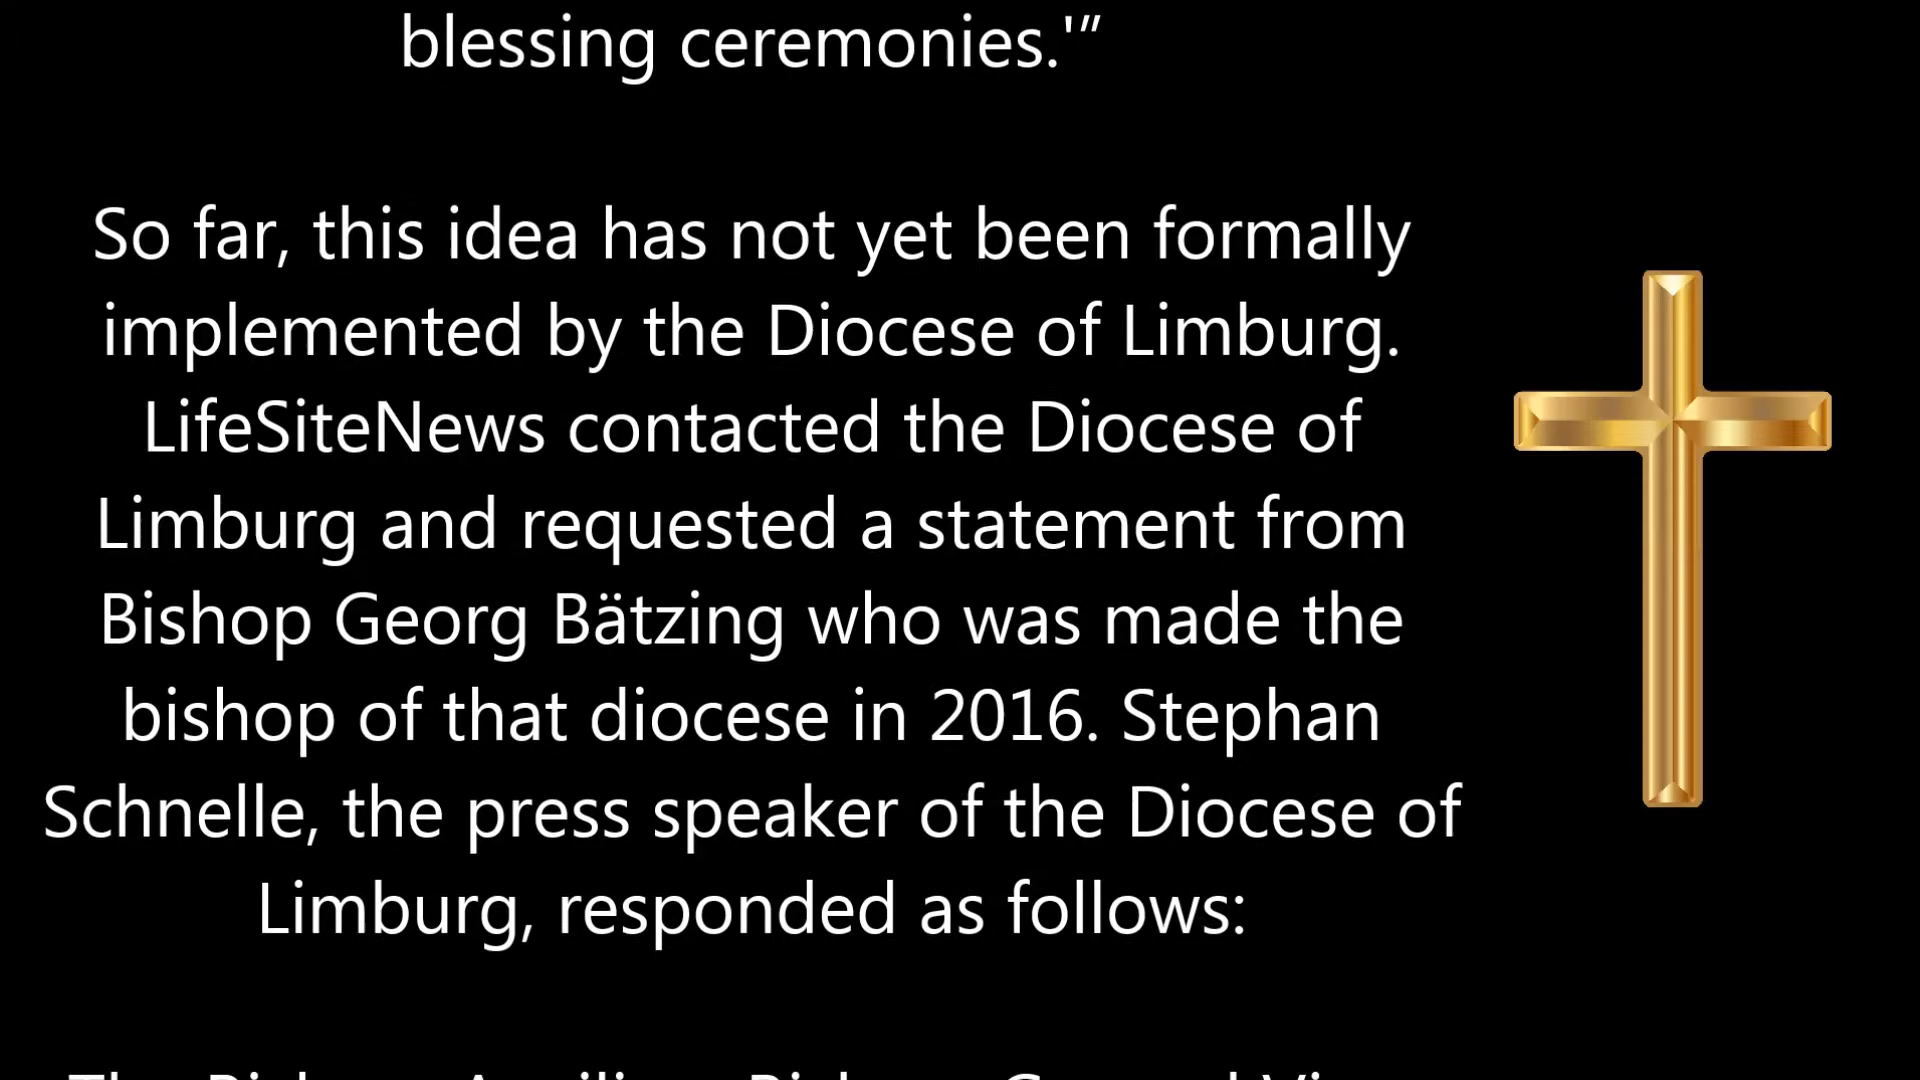 blessing ceremonies.'”
So far, this idea has not yet been formally
implemented by the Diocese of Limburg.
LifeSiteNews contacted the Diocese of
Limburg and requested a statement from
Bishop Georg Bätzing who was made the
bishop of that diocese in 2016. Stephan
Schnelle, the press speaker of the Diocese of
Limburg, responded as follows: